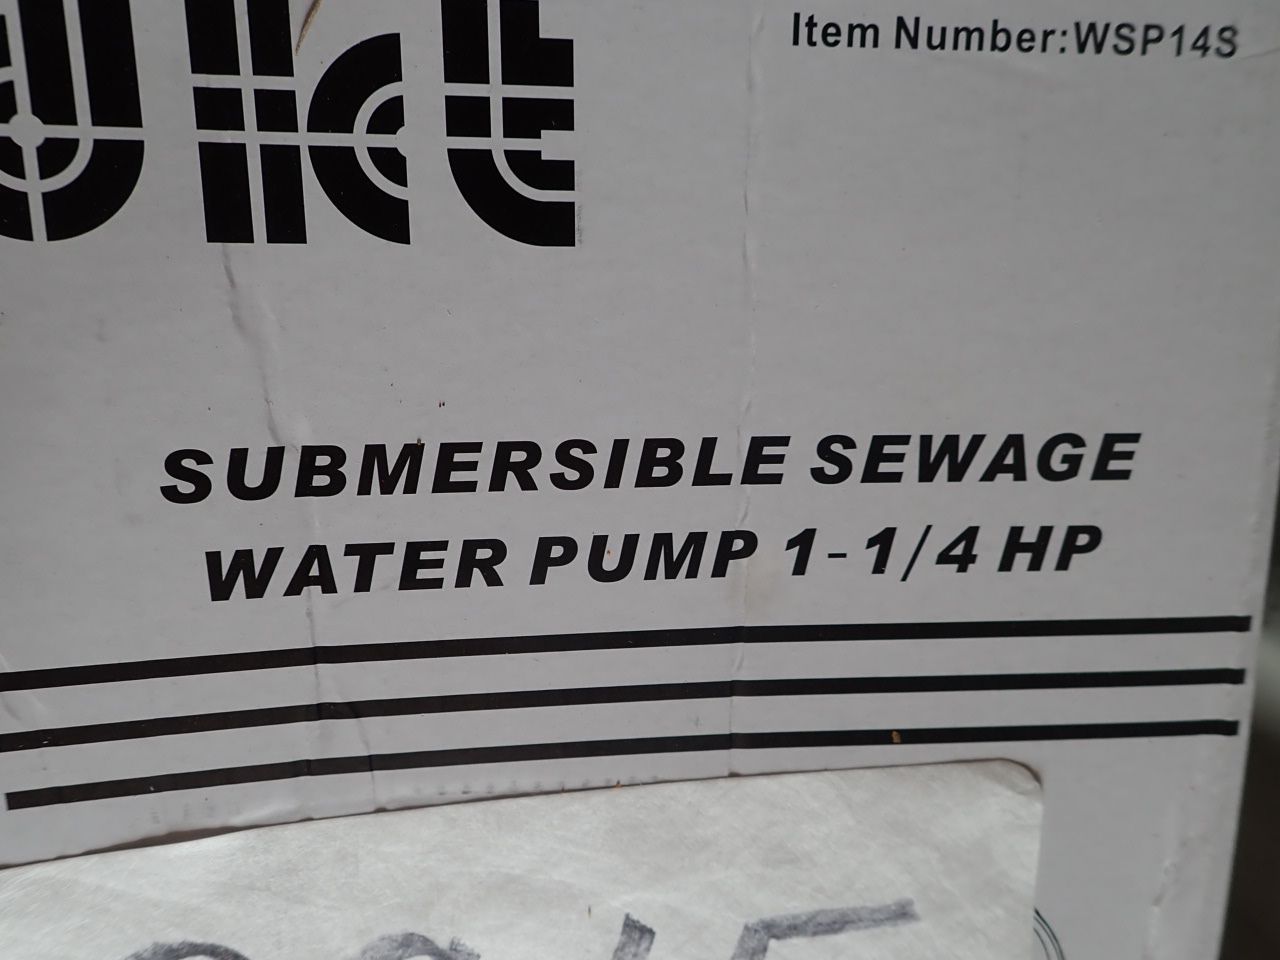 Item Number:WSP14S
SUBMERSIBLE SEWAGE
WATER PUMP 1-1/4 HP